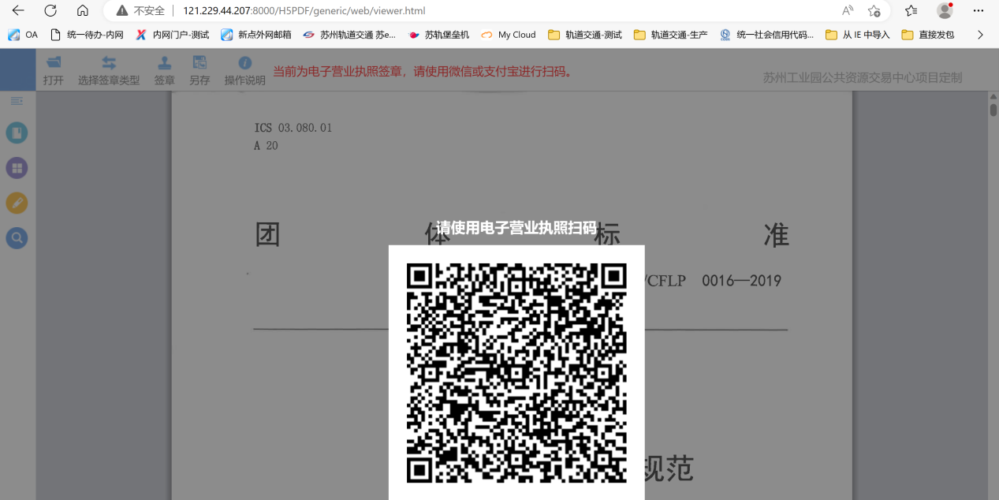 不安全 121.229.44.207:8000/H5PDF/generic/web/viewer.html
OA 统一待办-内网 内网门户-测试 新点外网邮箱 苏州轨道交通 苏e... 苏轨堡垒机 My Cloud 轨道交通-测试 轨道交通-生产 统一社会信用代码... 从 IE 中导入 直接发包
打开 选择签章类型 签章 另存 操作说明 当前为电子营业执照签章，请使用微信或支付宝进行扫码。 苏州工业园公共资源交易中心项目定制
ICS 03.080.01
A 20
请使用电子营业执照扫码
团 体 标 准
/CFLP 0016—2019
规范